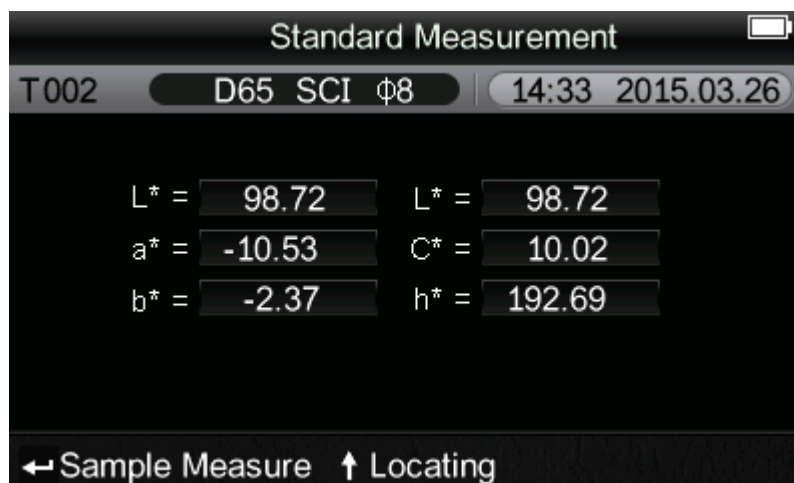 Standard Measurement
T002 D65 SCI Φ8 14:33 2015.03.26
L* = 98.72 L* = 98.72
a* = -10.53 C* = 10.02
b* = -2.37 h* = 192.69
Sample Measure Locating